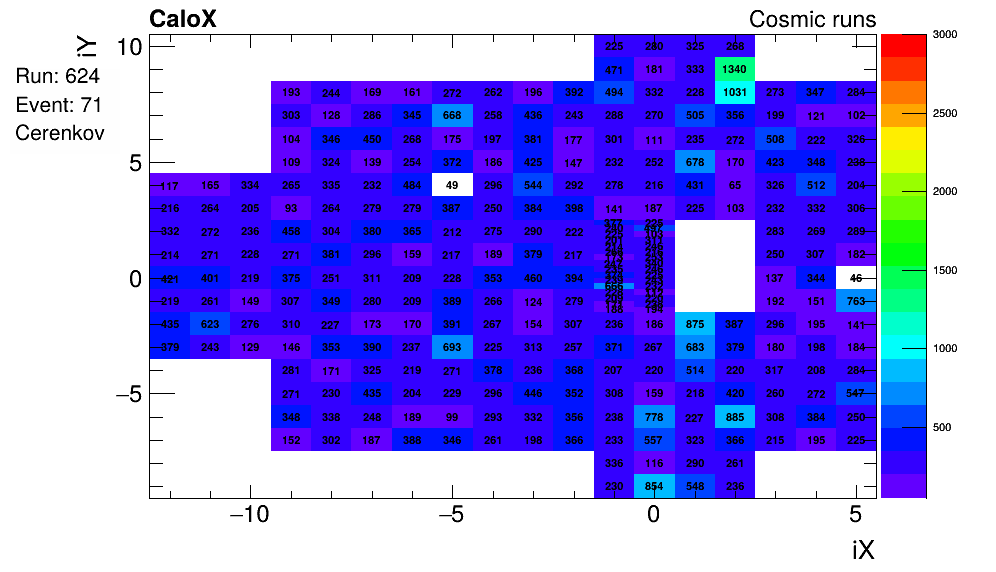 CaloX Cosmic runs
iY
Run: 624
Event: 71
Cerenkov
10 225 280 325 268 3000
471 181 333 1340
193 244 169 161 272 262 196 392 494 332 228 1031 273 347 284
303 128 286 345 668 258 436 243 288 270 505 356 199 121 102 2500
104 346 450 268 175 197 381 177 301 111 235 272 508 222 326
5 109 324 139 254 372 186 425 147 232 252 678 170 423 348 268
117 165 334 265 335 232 484 49 296 544 292 278 216 431 65 326 512 204 2000
216 264 205 93 264 279 279 387 250 384 398 141 187 225 103 232 332 306
332 272 236 458 304 380 365 212 275 290 222 283 269 289
214 271 228 271 381 296 159 217 189 379 217 250 307 182 1500
0 421 401 219 375 251 311 209 228 353 460 394 137 344 46
219 261 149 307 349 280 209 389 266 124 279 188 194 192 151 763
435 623 276 310 227 173 170 391 267 154 307 236 186 875 387 296 195 141
379 243 129 146 353 390 237 693 225 313 257 371 267 683 379 180 198 184 1000
281 171 325 219 271 378 236 366 207 220 514 220 317 208 284
−5 271 230 435 204 229 296 446 352 308 159 218 420 260 272 547
348 338 248 189 99 293 332 356 238 778 227 885 308 384 250 500
152 302 187 386 346 261 198 366 233 557 323 366 215 195 225
336 116 290 261
230 854 548 236
−10 −5 0 5
iX